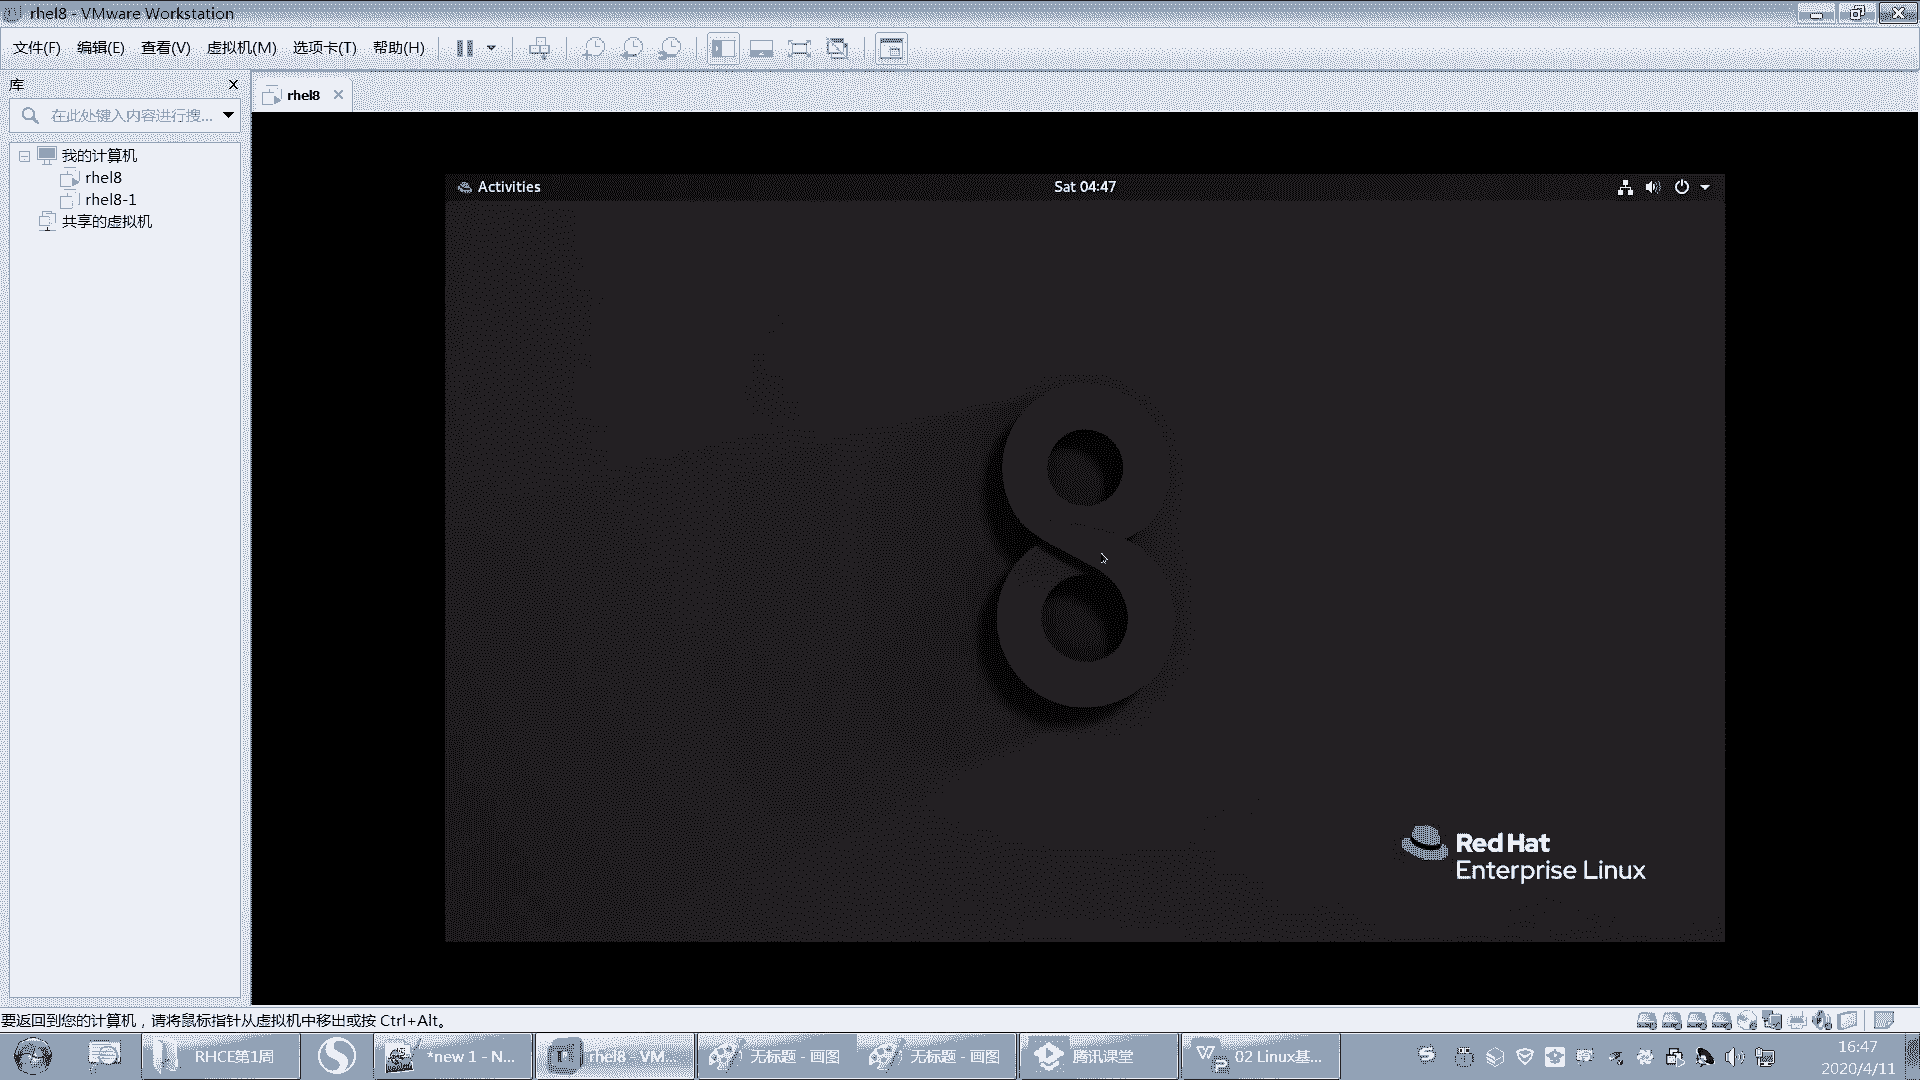 rhel8 - VMware Workstation
文件(F) 编辑(E) 查看(V) 虚拟机(M) 选项卡(T) 帮助(H)
库
rhel8
在此处键入内容进行搜...
我的计算机
rhel8
rhel8-1
共享的虚拟机
Activities
Sat 04:47
8
Red Hat
Enterprise Linux
要返回到您的计算机，请将鼠标指针从虚拟机中移出或按 Ctrl+Alt。
RHCE第1周
*new 1 - N...
rhel8 - VM...
无标题 - 画图
无标题 - 画图
腾讯课堂
02 Linux基...
16:47
2020/4/11